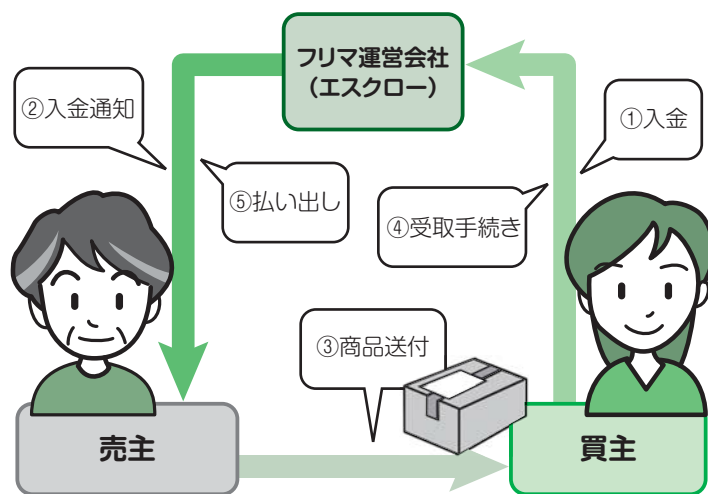 フリマ運営会社
（エスクロー）
②入金通知
①入金
⑤払い出し
④受取手続き
③商品送付
売主
買主